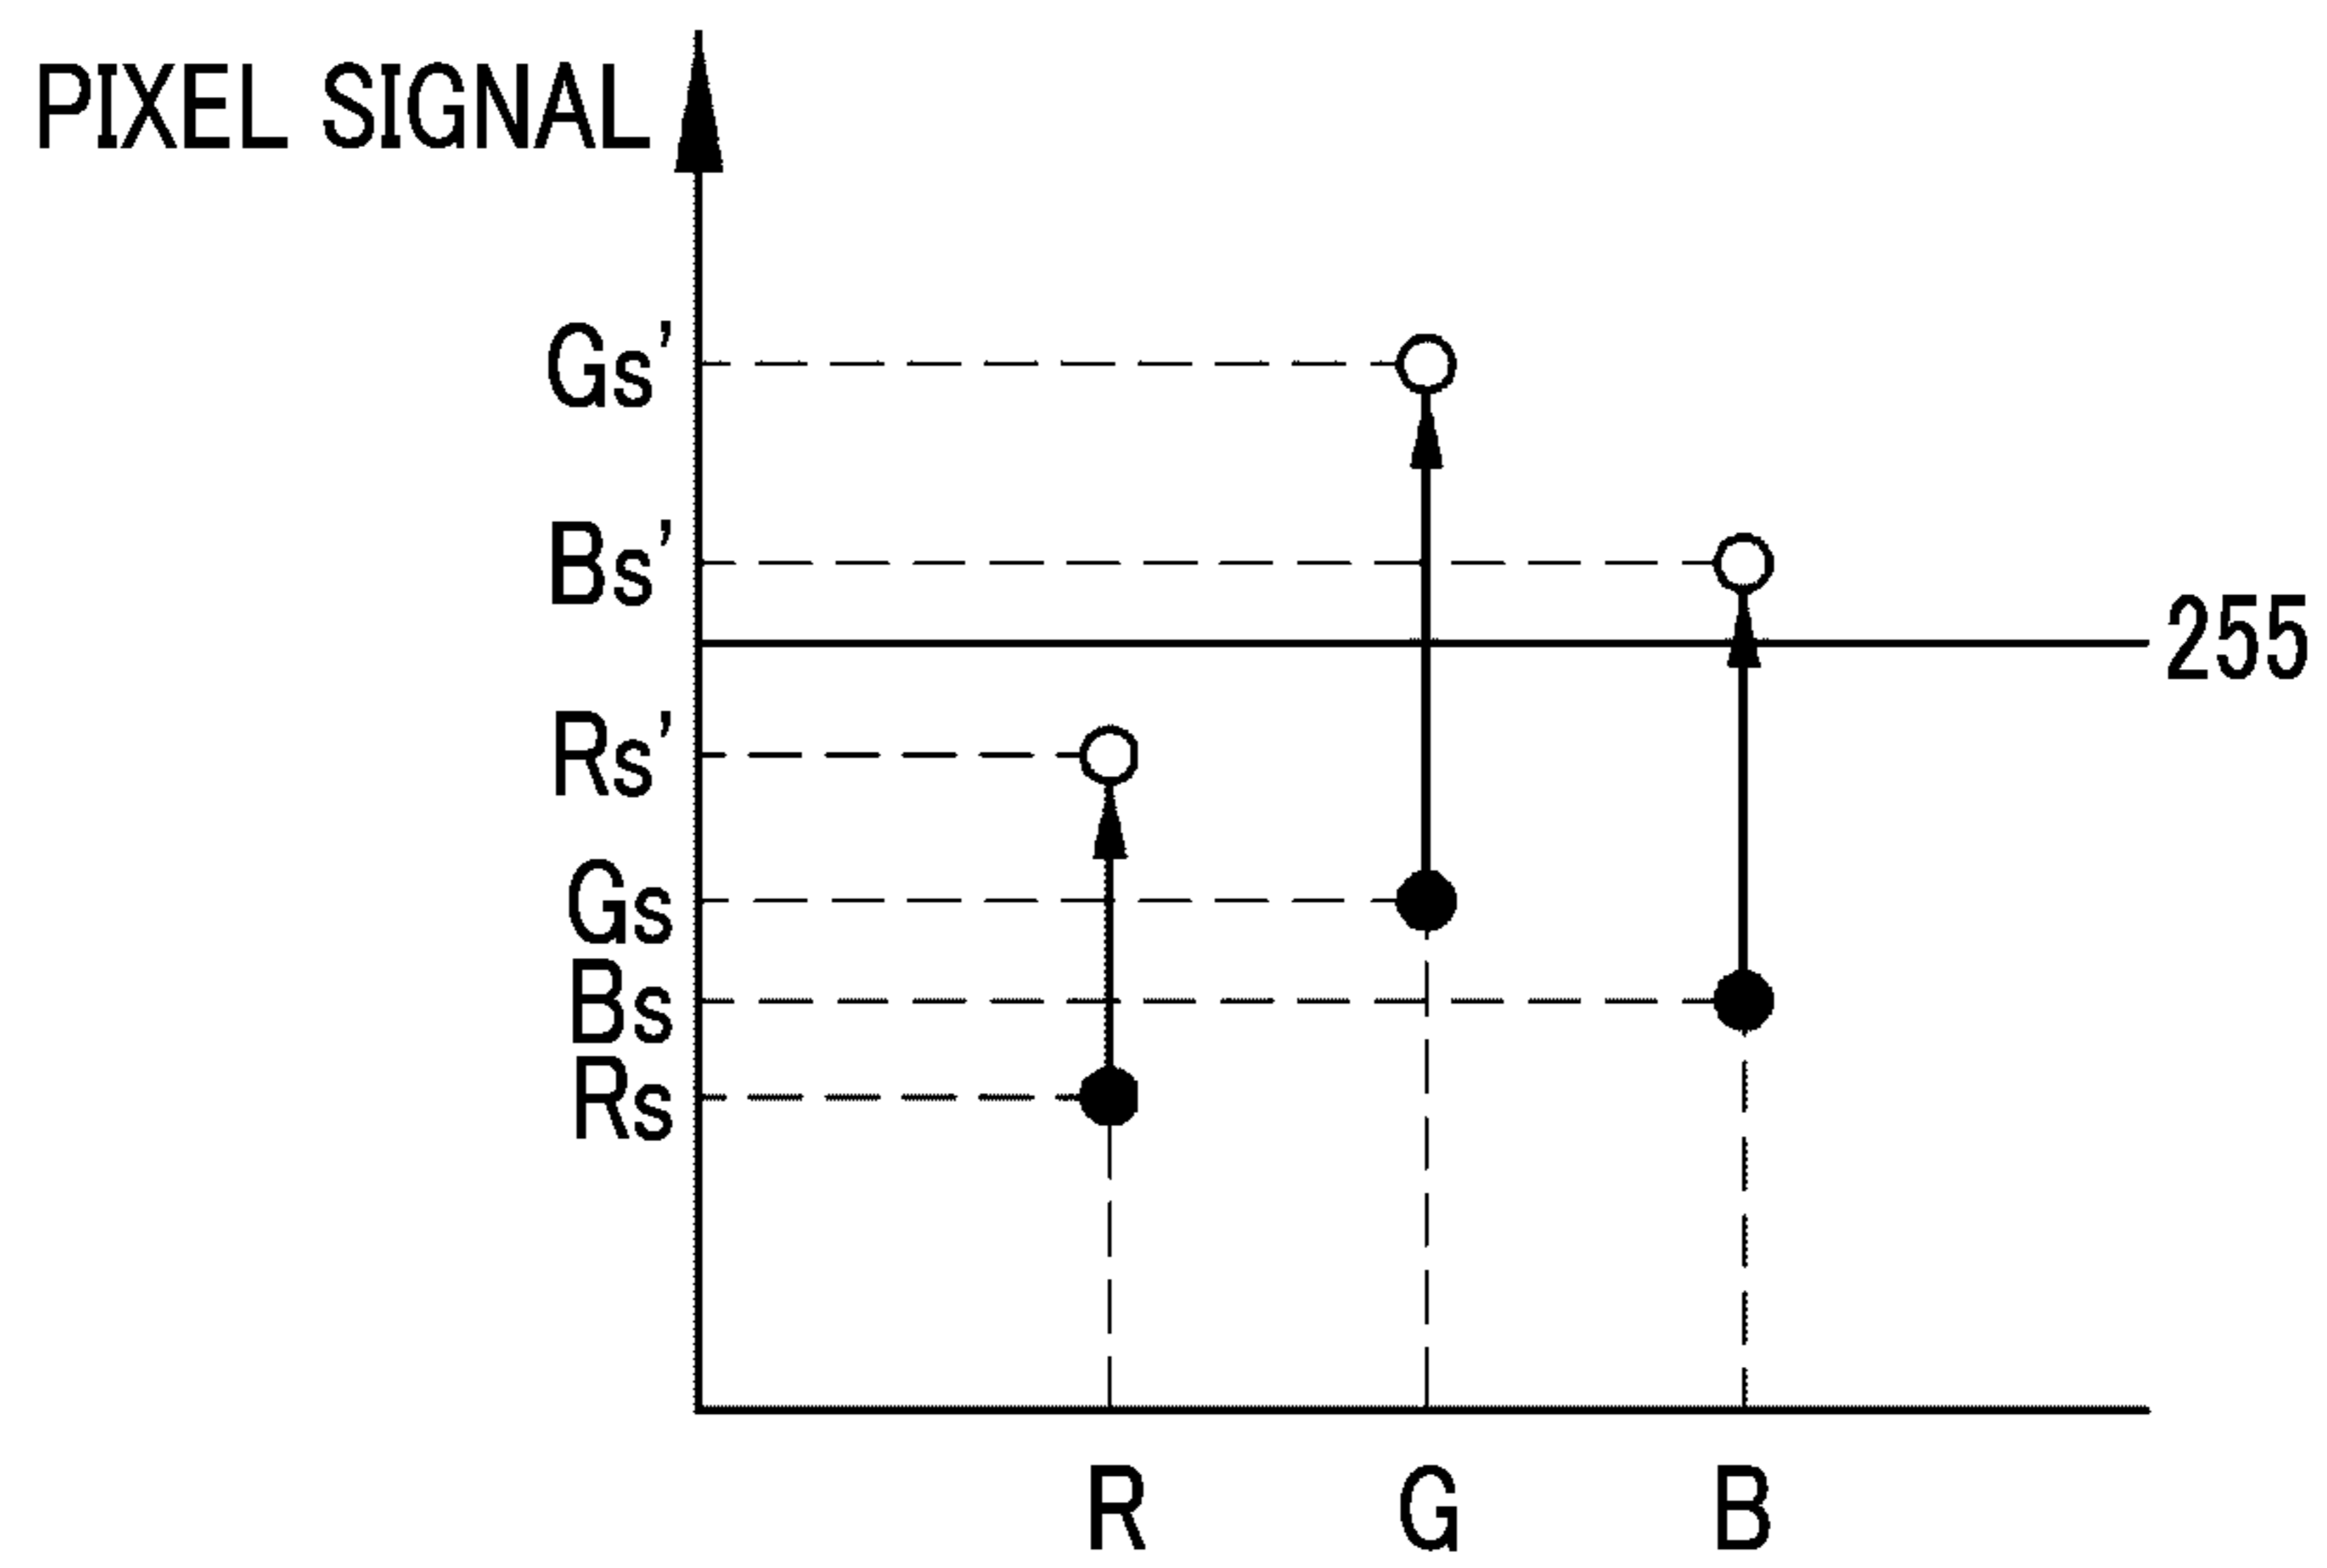 PIXEL SIGNAL
Gs’
Bs’
255
Rs’
Gs
Bs
Rs
R G B